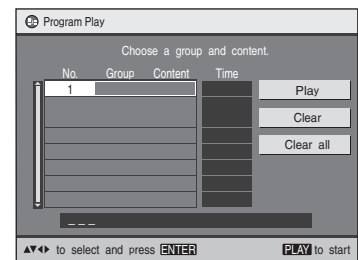 Program Play
Choose a group and content.
No. Group Content Time
1
Play
Clear
Clear all
_ _ _
▲▼◀▶ to select and press ENTER PLAY to start